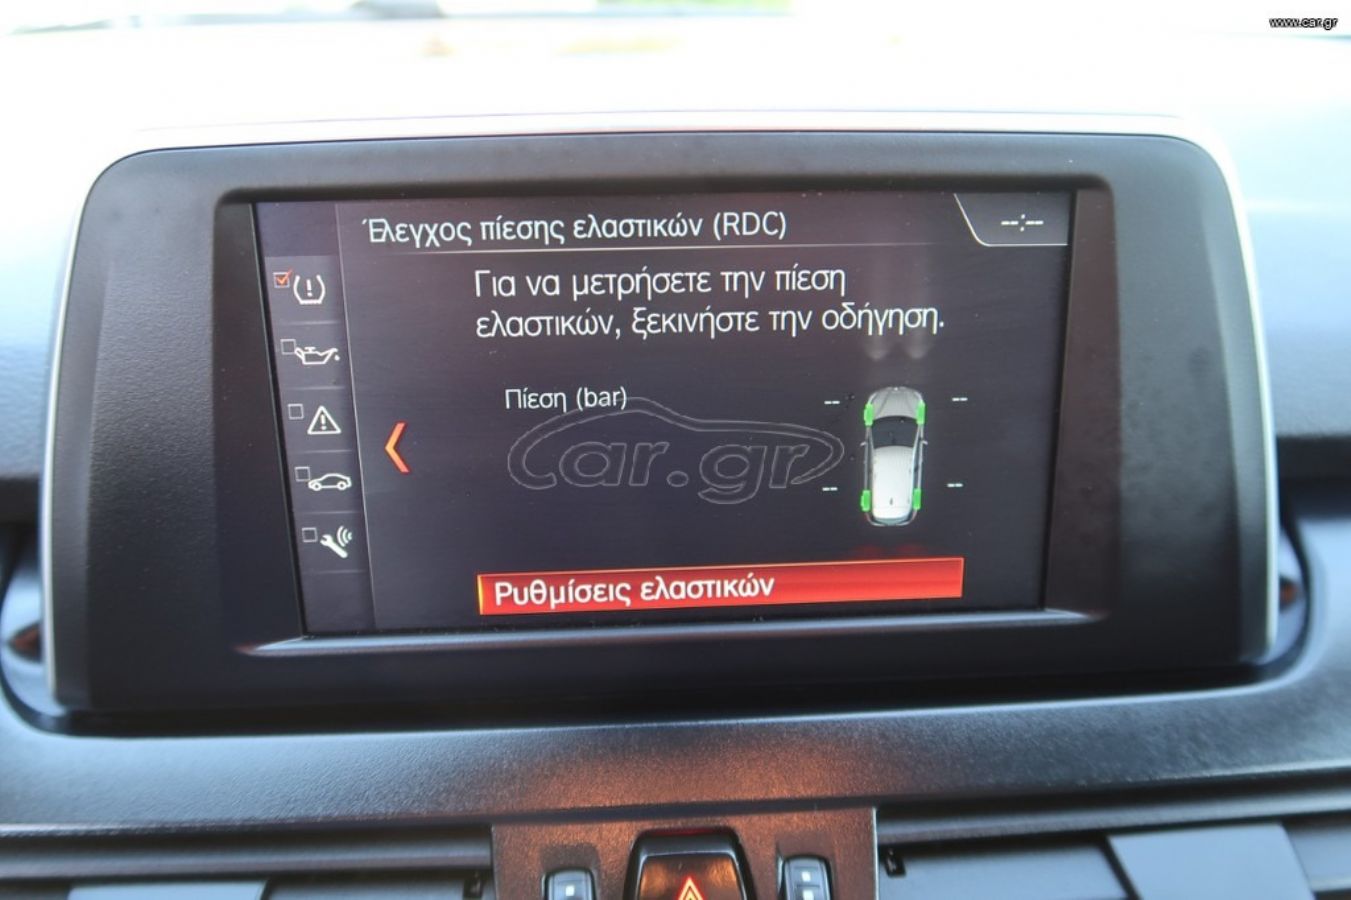 www.car.gr
Έλεγχος πίεσης ελαστικών (RDC)
--:--
Για να μετρήσετε την πίεση
ελαστικών, ξεκινήστε την οδήγηση.
Πίεση (bar)
-- --
car.gr
-- --
Ρυθμίσεις ελαστικών